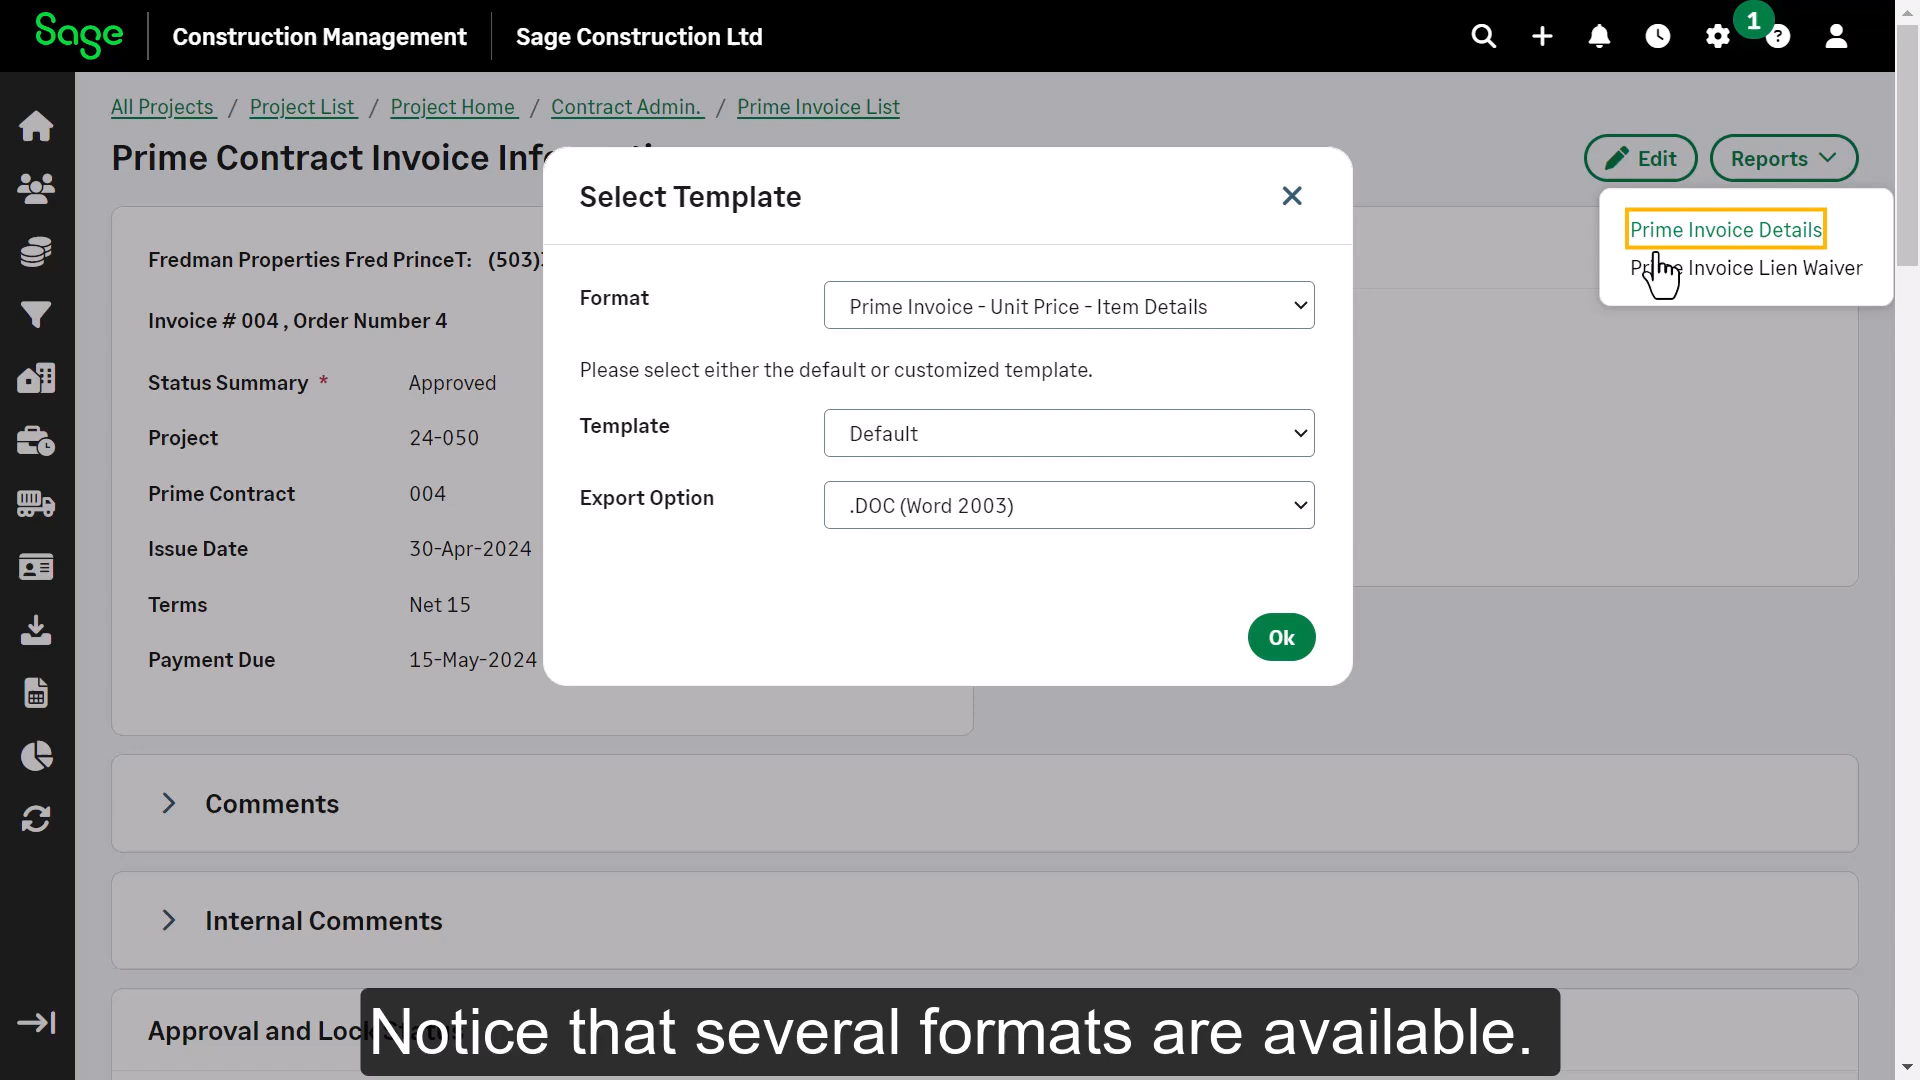 Sage
Construction Management
Sage Construction Ltd
1
?
All Projects / Project List / Project Home / Contract Admin. / Prime Invoice List
Prime Contract Invoice
Edit
Reports
Prime Invoice Details
Invoice Lien Waiver
Select Template
Format
Prime Invoice - Unit Price - Item Details
Please select either the default or customized template.
Template
Default
Export Option
.DOC (Word 2003)
Ok
Fredman Properties Fred PrinceT: (503)
Invoice # 004 , Order Number 4
Status Summary * Approved
Project 24-050
Prime Contract 004
Issue Date 30-Apr-2024
Terms Net 15
Payment Due 15-May-2024
Comments
Internal Comments
Approval and
Notice that several formats are available.